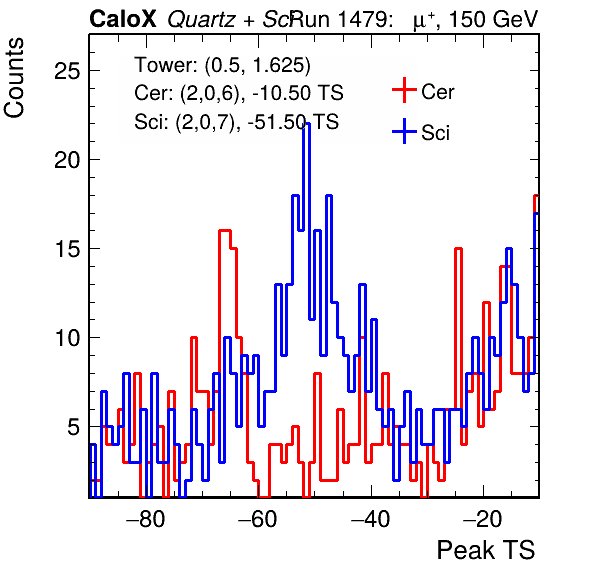 CaloX Quartz + Sci Run 1479: μ⁺, 150 GeV
Tower: (0.5, 1.625)
Cer: (2,0,6), -10.50 TS
Sci: (2,0,7), -51.50 TS
Cer
Sci
Counts
25
20
15
10
5
−80 −60 −40 −20
Peak TS